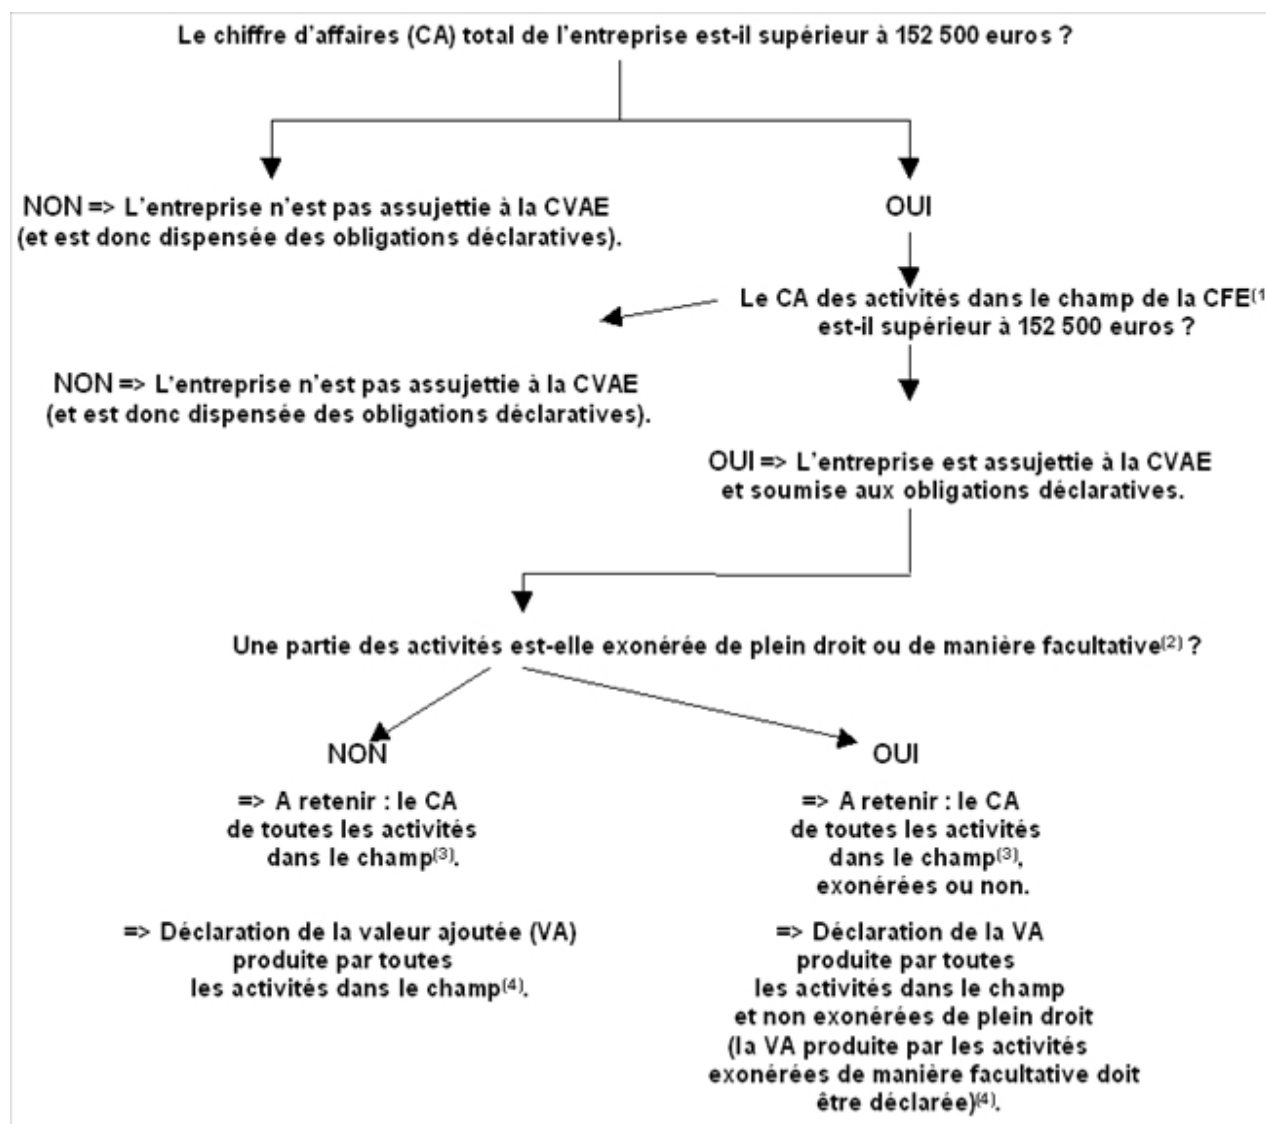 Le chiffre d'affaires (CA) total de l'entreprise est-il supérieur à 152 500 euros ?
NON => L'entreprise n'est pas assujettie à la CVAE
(et est donc dispensée des obligations déclaratives).
OUI
Le CA des activités dans le champ de la CFE(1
est-il supérieur à 152 500 euros ?
NON => L'entreprise n'est pas assujettie à la CVAE
(et est donc dispensée des obligations déclaratives).
OUI => L'entreprise est assujettie à la CVAE
et soumise aux obligations déclaratives.
Une partie des activités est-elle exonérée de plein droit ou de manière facultative(2) ?
NON
=> A retenir : le CA
de toutes les activités
dans le champ(3).
=> Déclaration de la valeur ajoutée (VA)
produite par toutes
les activités dans le champ(4).
OUI
=> A retenir : le CA
de toutes les activités
dans le champ(3),
exonérées ou non.
=> Déclaration de la VA
produite par toutes
les activités dans le champ
et non exonérées de plein droit
(la VA produite par les activités
exonérées de manière facultative doit
être déclarée)(4).